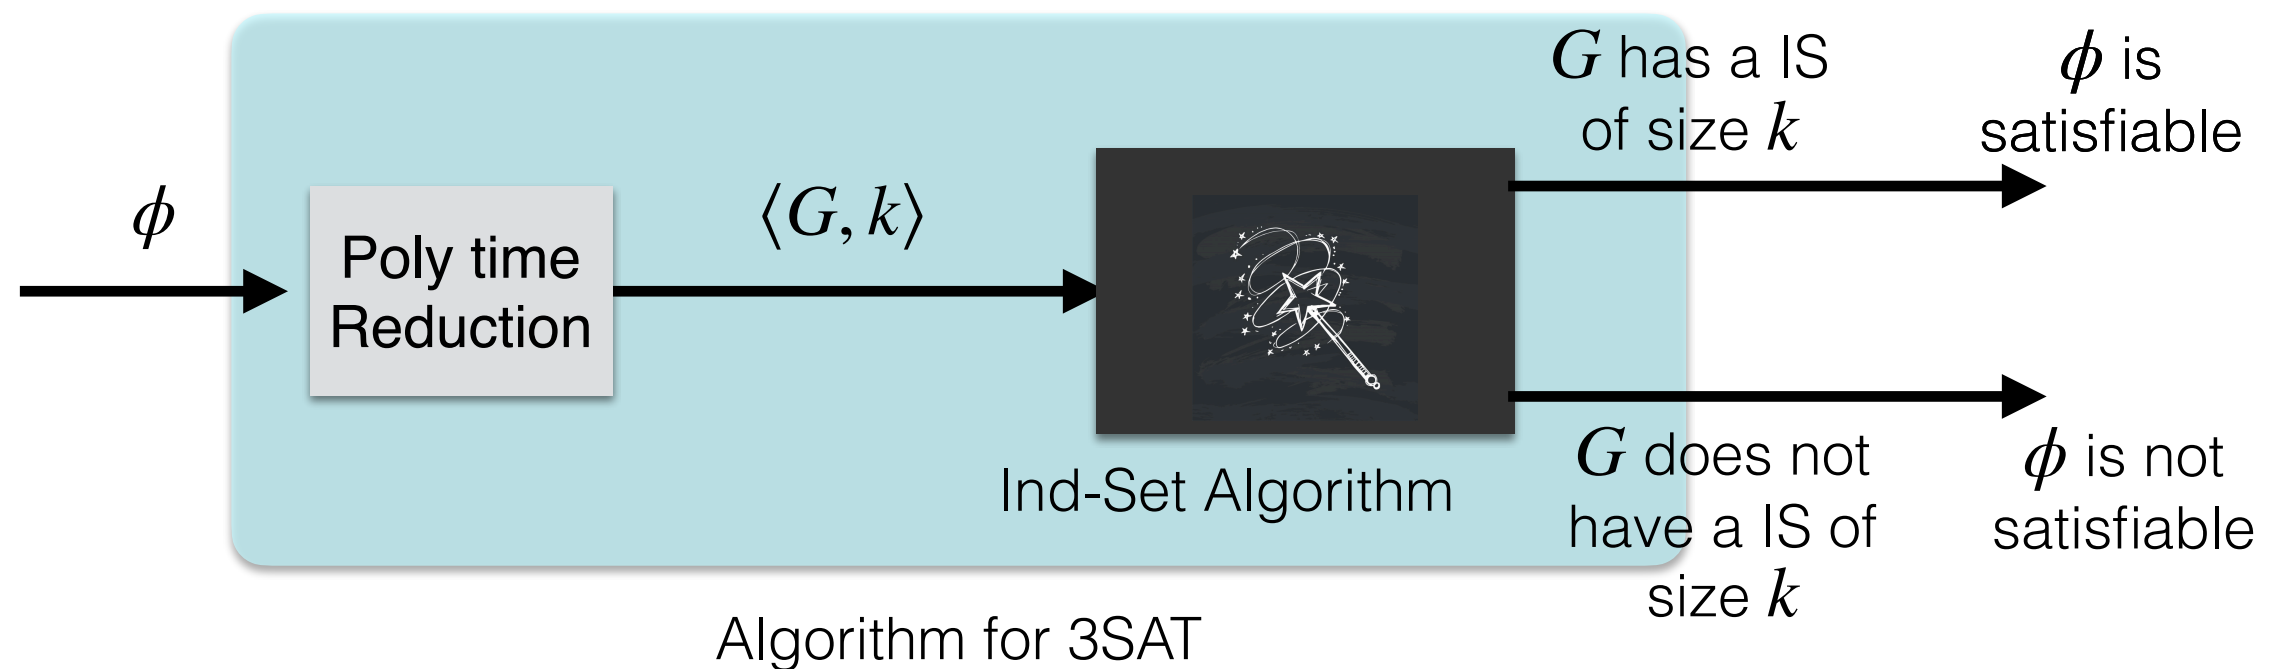 ϕ
Poly time
Reduction
⟨G, k⟩
Ind-Set Algorithm
G has a IS
of size k
ϕ is
satisfiable
G does not
have a IS of
size k
ϕ is not
satisfiable
Algorithm for 3SAT